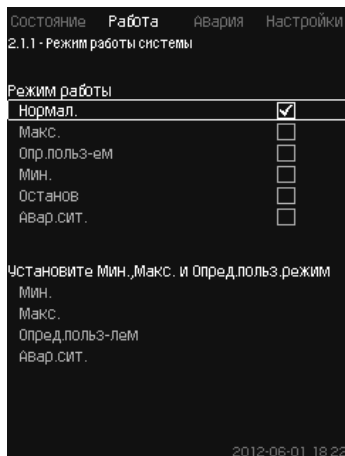 Состояние Работа Авария Настройки
2.1.1 - Режим работы системы
Режим работы
Нормал.
Макс.
Опр.польз-ем
Мин.
Останов
Авар.сит.
Установите Мин.,Макс. и Опред.польз.режим
Мин.
Макс.
Опред.польз-лем
Авар.сит.
2012-06-01 18:22